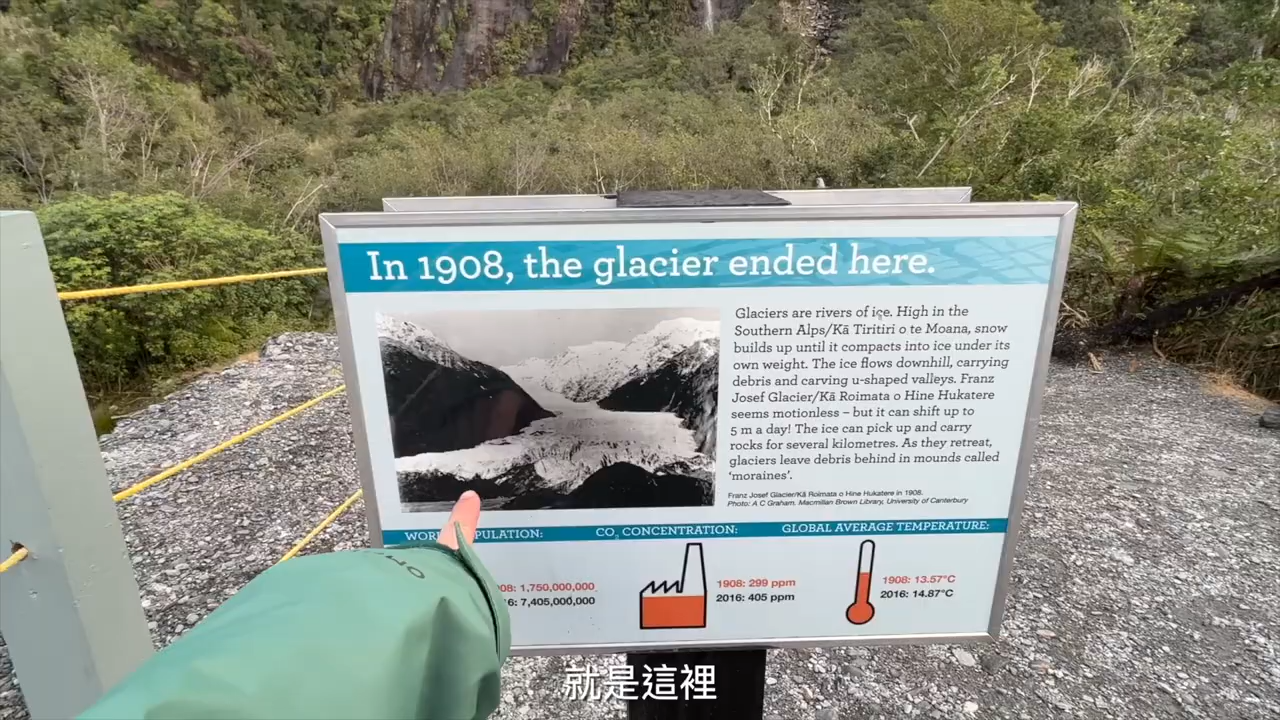 In 1908, the glacier ended here.
Glaciers are rivers of ice. High in the
Southern Alps/Kā Tiritiri o te Moana, snow
builds up until it compacts into ice under its
own weight. The ice flows downhill, carrying
debris and carving u-shaped valleys. Franz
Josef Glacier/Kā Roimata o Hine Hukatere
seems motionless – but it can shift up to
5 m a day! The ice can pick up and carry
rocks for several kilometres. As they retreat,
glaciers leave debris behind in mounds called
‘moraines’.
Franz Josef Glacier/Kā Roimata o Hine Hukatere in 1908.
Photo: A C Graham. Macmillan Brown Library, University of Canterbury
CO₂ CONCENTRATION:
GLOBAL AVERAGE TEMPERATURE:
1,750,000,000
7,405,000,000
1908: 299 ppm
2016: 405 ppm
1908: 13.57°C
2016: 14.87°C
就是這裡